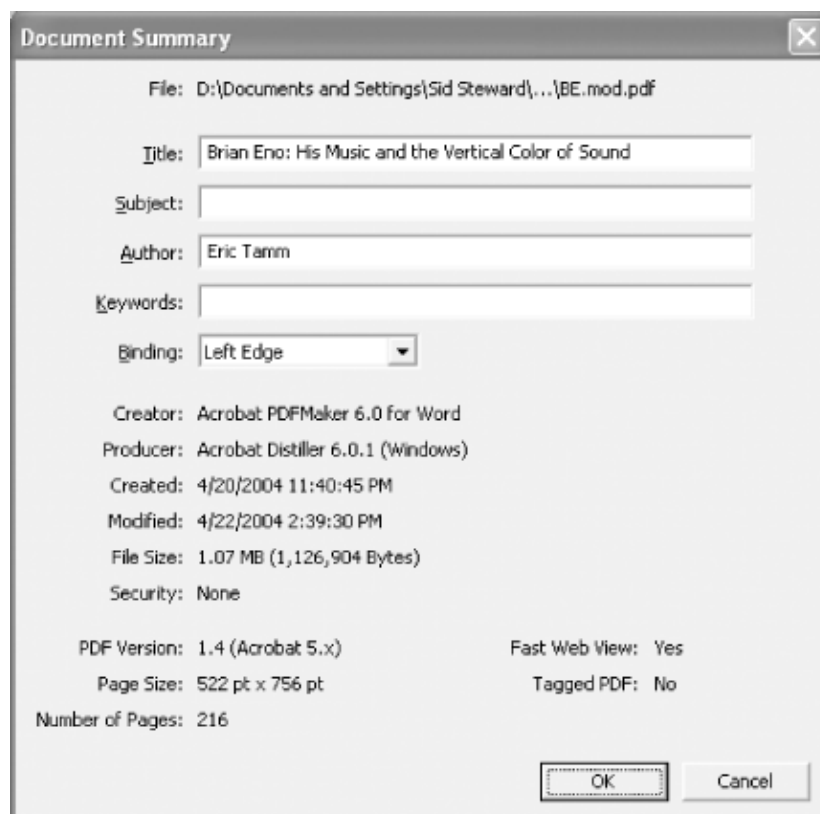 Document Summary
File: D:\Documents and Settings\Sid Steward\...\BE.mod.pdf
Title: Brian Eno: His Music and the Vertical Color of Sound
Subject:
Author: Eric Tamm
Keywords:
Binding: Left Edge
Creator: Acrobat PDFMaker 6.0 for Word
Producer: Acrobat Distiller 6.0.1 (Windows)
Created: 4/20/2004 11:40:45 PM
Modified: 4/22/2004 2:39:30 PM
File Size: 1.07 MB (1,126,904 Bytes)
Security: None
PDF Version: 1.4 (Acrobat 5.x) Fast Web View: Yes
Page Size: 522 pt x 756 pt Tagged PDF: No
Number of Pages: 216
OK Cancel